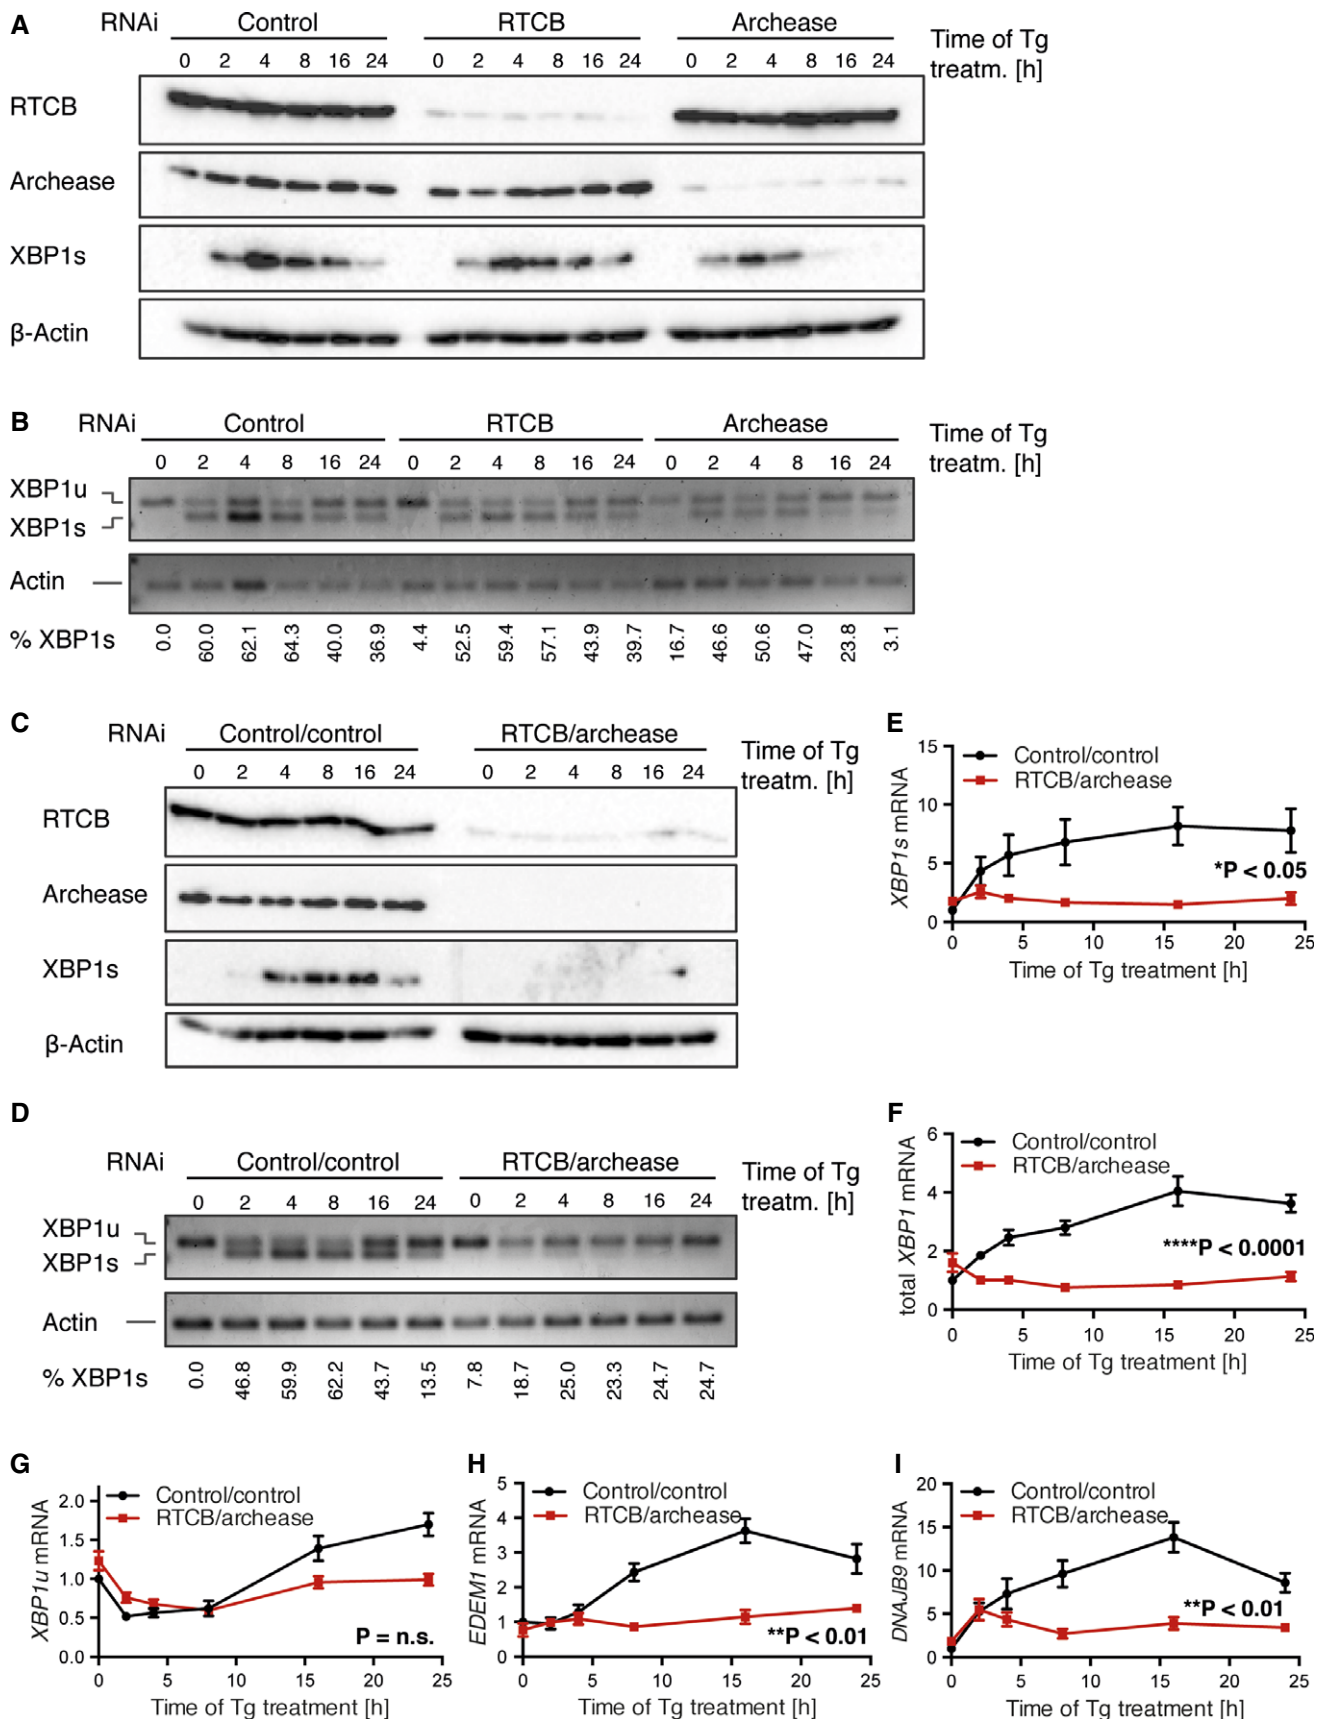 A
RNAi Control RTCB Archease Time of Tg
0 2 4 8 16 24 0 2 4 8 16 24 0 2 4 8 16 24 treatm. [h]
RTCB
Archease
XBP1s
β-Actin
B
RNAi Control RTCB Archease Time of Tg
0 2 4 8 16 24 0 2 4 8 16 24 0 2 4 8 16 24 treatm. [h]
XBP1u
XBP1s
Actin
% XBP1s 0.0 60.0 62.1 64.3 40.0 36.9 4.4 52.5 59.4 57.1 43.9 39.7 16.7 46.6 50.6 47.0 23.8 3.1
C
RNAi Control/control RTCB/archease Time of Tg
0 2 4 8 16 24 0 2 4 8 16 24 treatm. [h]
RTCB
Archease
XBP1s
β-Actin
D
RNAi Control/control RTCB/archease Time of Tg
0 2 4 8 16 24 0 2 4 8 16 24 treatm. [h]
XBP1u
XBP1s
Actin
% XBP1s 0.0 46.8 59.9 62.2 43.7 13.5 7.8 18.7 25.0 23.3 24.7 24.7
E
Control/control
RTCB/archease
XBP1s mRNA
15
10
5
0
*P < 0.05
0 5 10 15 20 25
Time of Tg treatment [h]
F
Control/control
RTCB/archease
total XBP1 mRNA
6
4
2
0
****P < 0.0001
0 5 10 15 20 25
Time of Tg treatment [h]
G
Control/control
RTCB/archease
XBP1u mRNA
2.0
1.5
1.0
0.5
0.0
P = n.s.
0 5 10 15 20 25
Time of Tg treatment [h]
H
Control/control
RTCB/archease
EDEM1 mRNA
5
4
3
2
1
0
**P < 0.01
0 5 10 15 20 25
Time of Tg treatment [h]
I
Control/control
RTCB/archease
DNAJB9 mRNA
20
15
10
5
0
**P < 0.01
0 5 10 15 20 25
Time of Tg treatment [h]